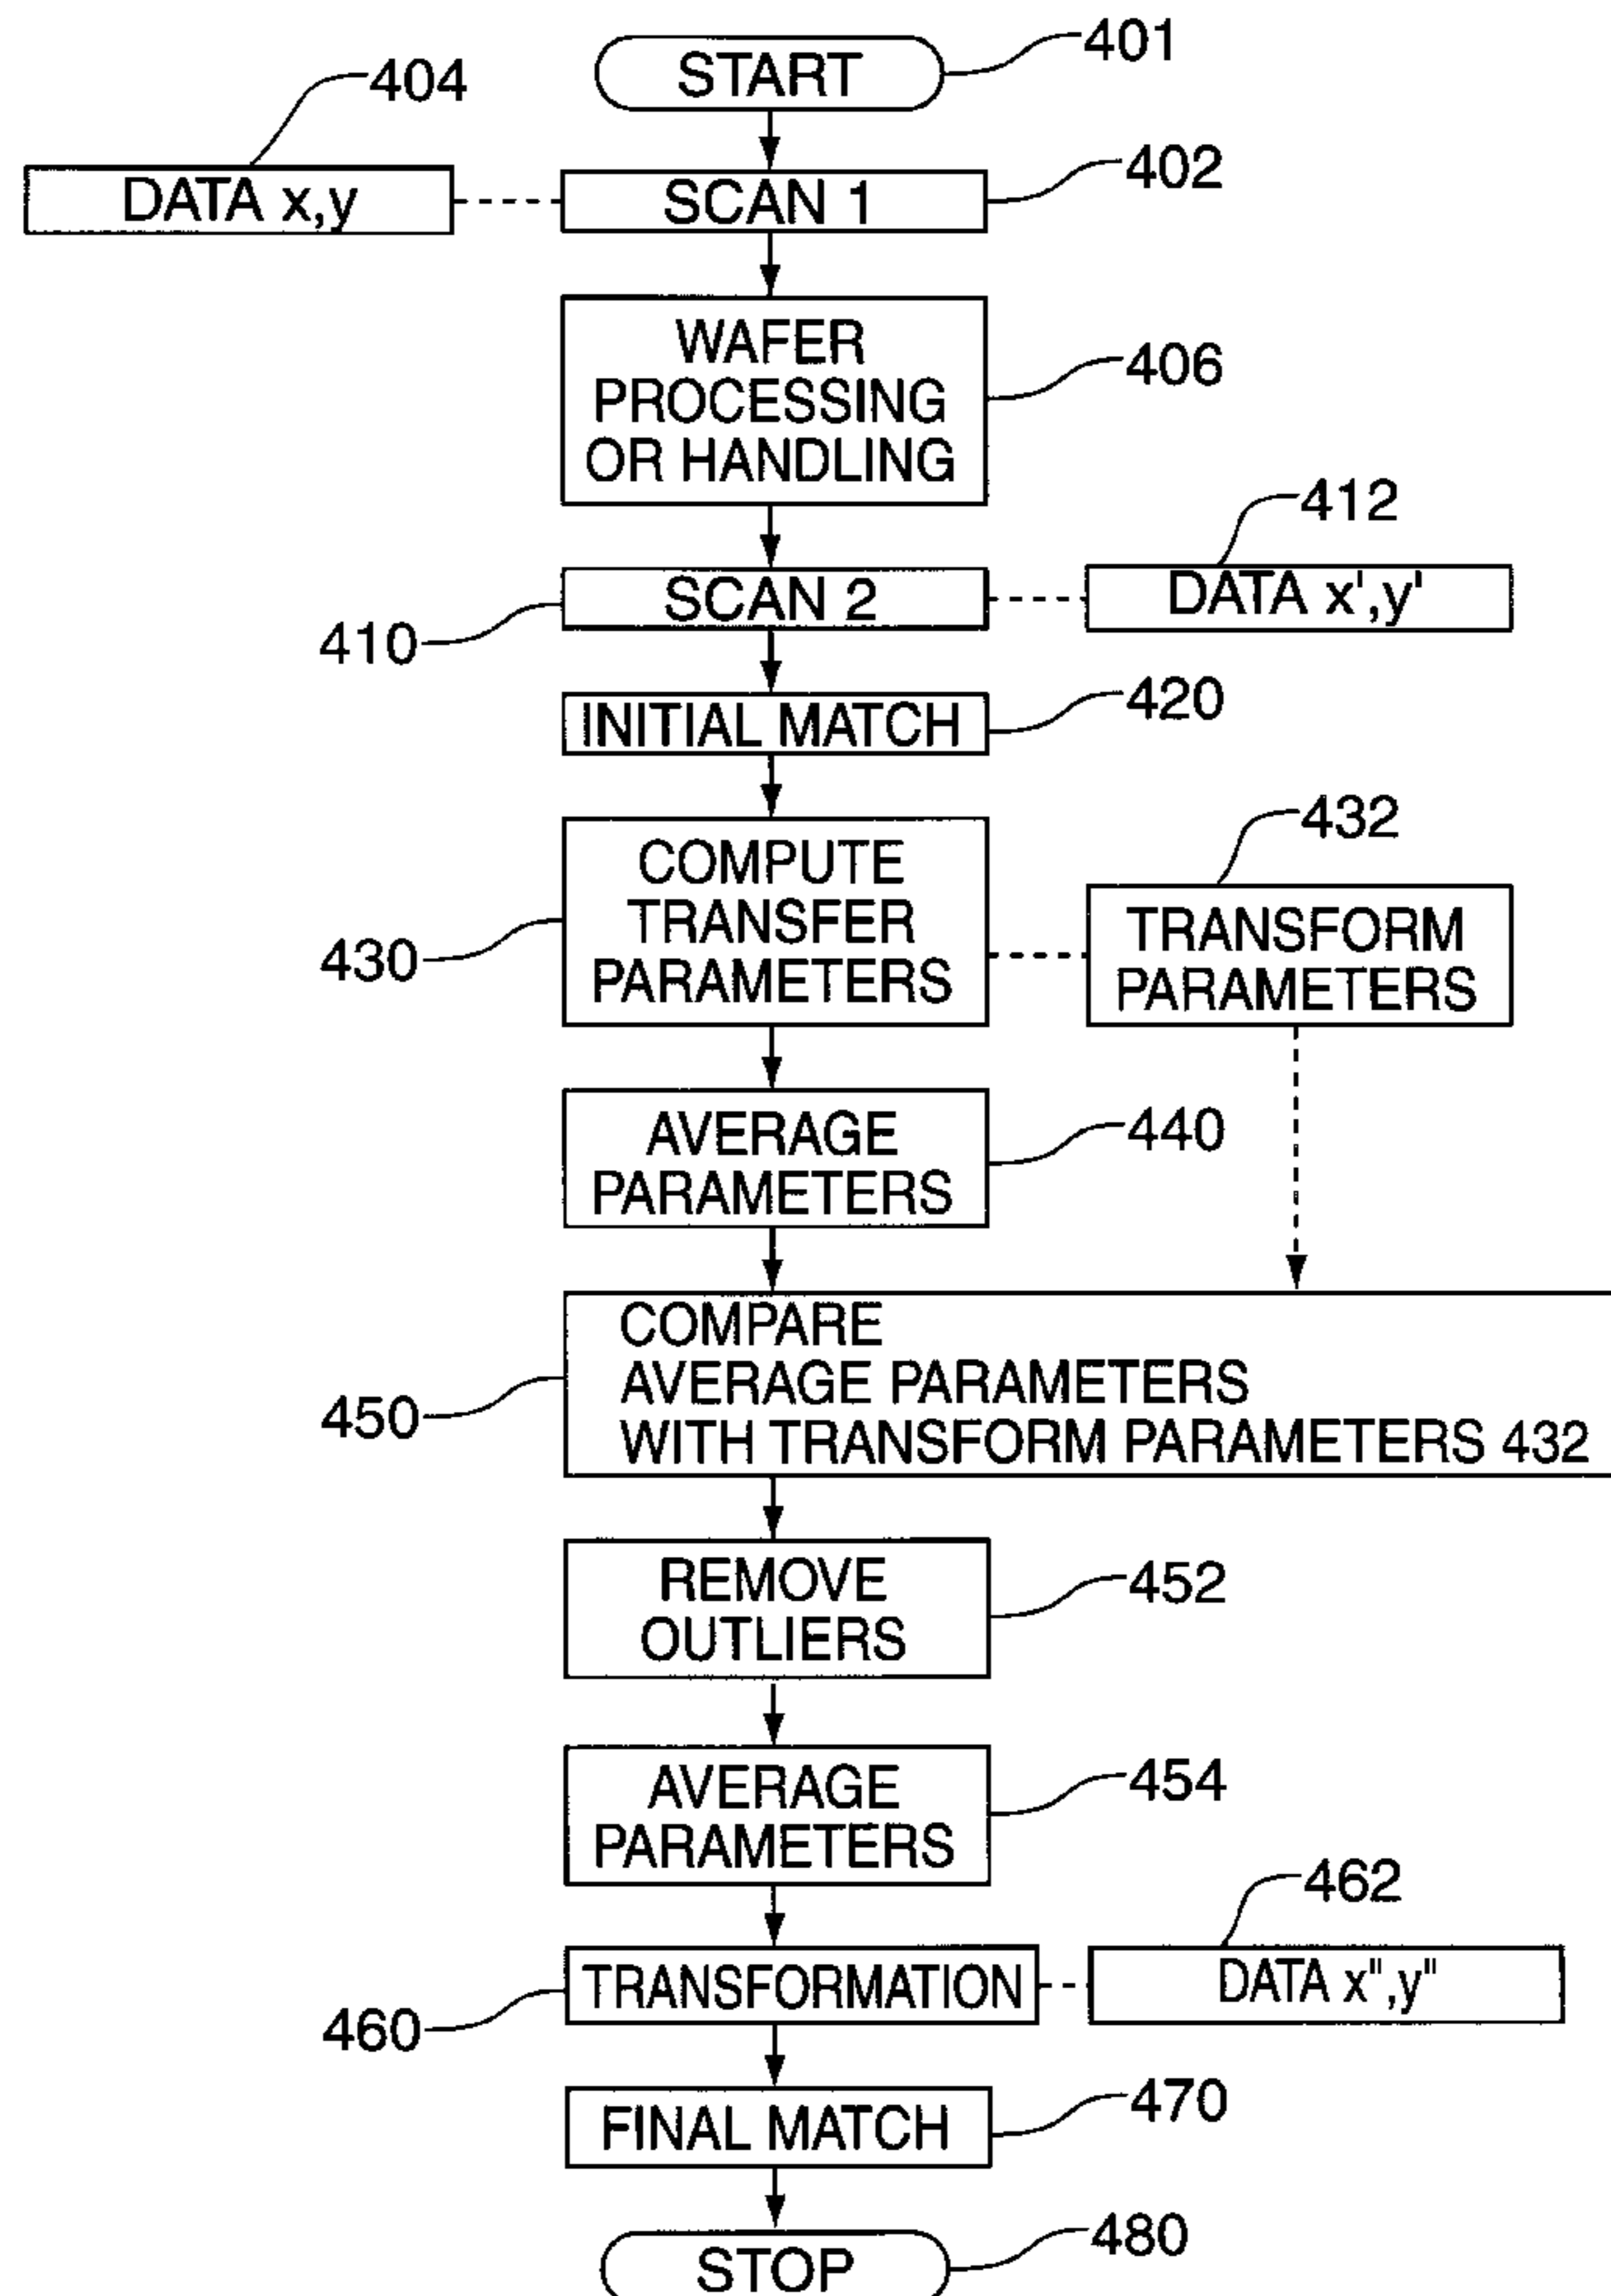 START
401
404
DATA x,y
SCAN 1
402
WAFER
PROCESSING
OR HANDLING
406
412
SCAN 2
DATA x',y'
410
INITIAL MATCH
420
COMPUTE
TRANSFER
PARAMETERS
430
432
TRANSFORM
PARAMETERS
AVERAGE
PARAMETERS
440
COMPARE
AVERAGE PARAMETERS
WITH TRANSFORM PARAMETERS 432
450
REMOVE
OUTLIERS
452
AVERAGE
PARAMETERS
454
462
TRANSFORMATION
DATA x",y"
460
FINAL MATCH
470
STOP
480